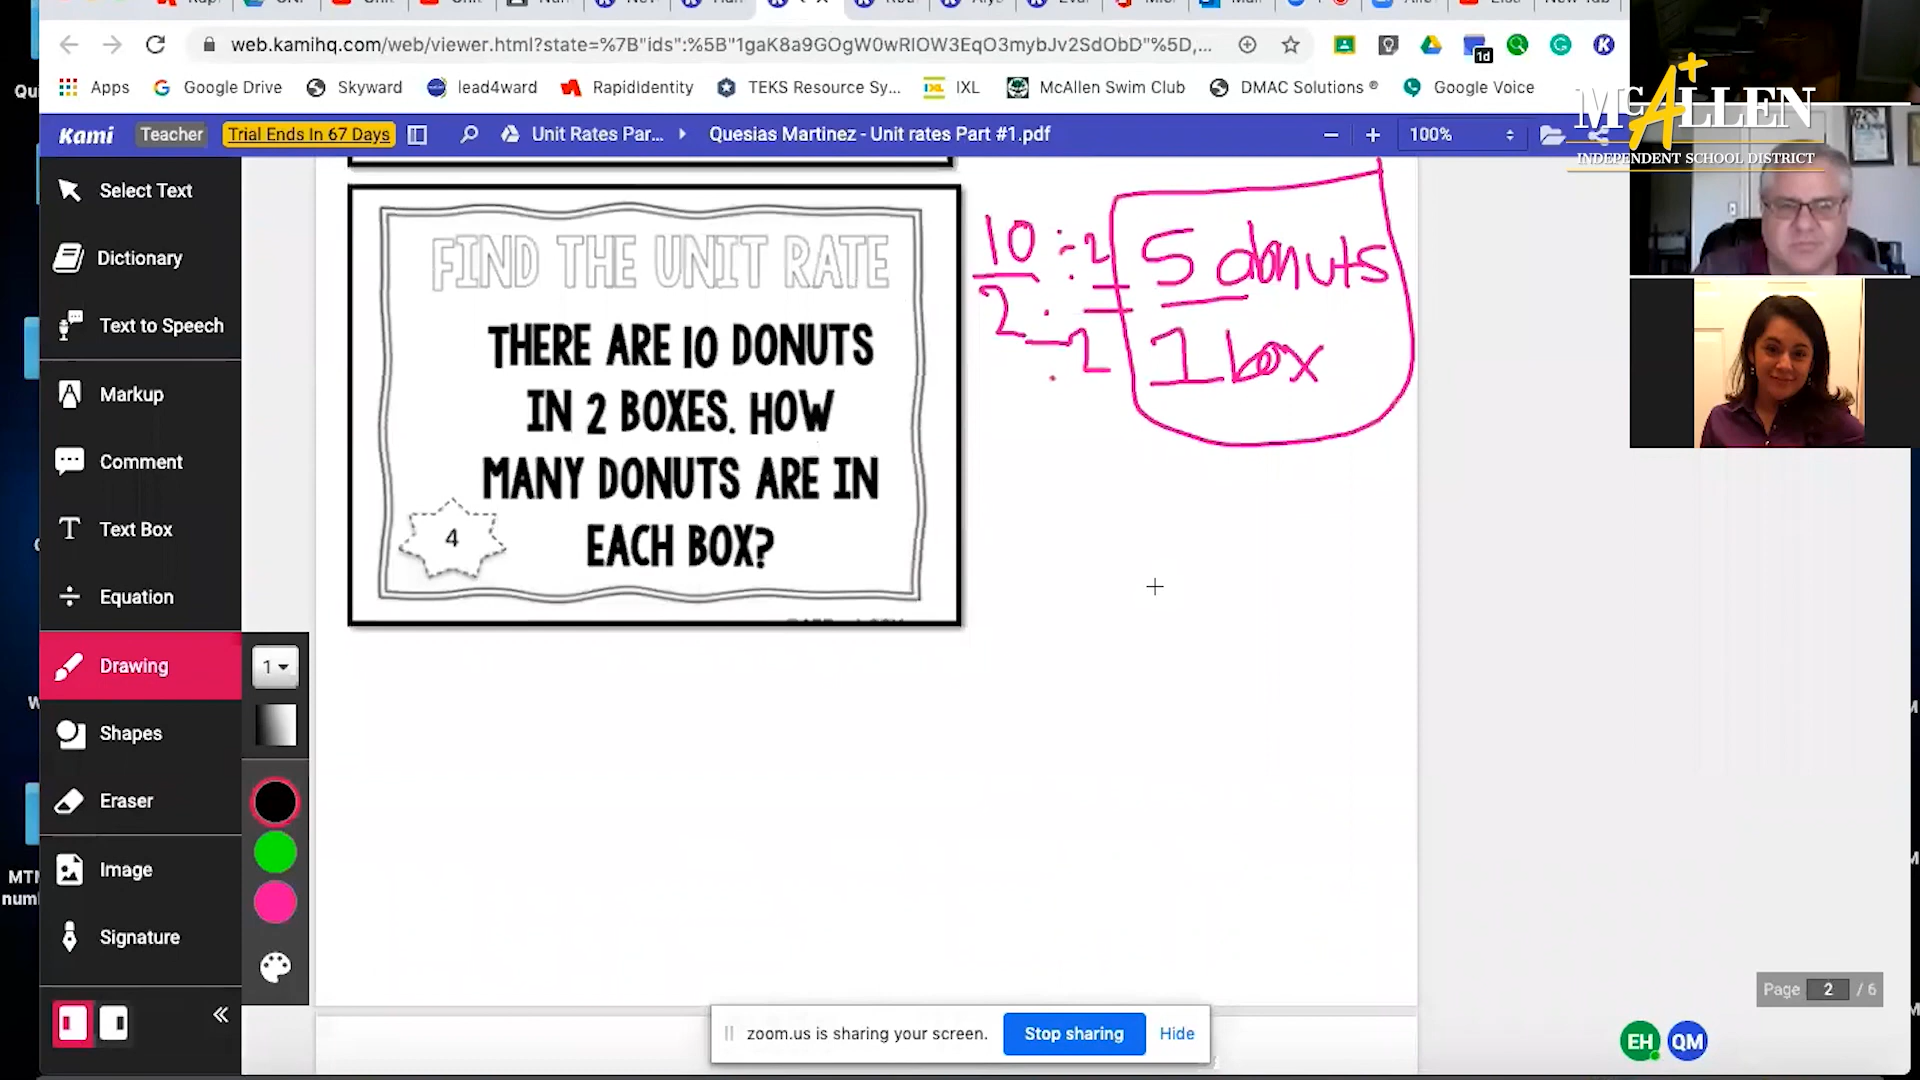 web.kamihq.com/web/viewer.html?state=%7B"ids":%5B"1gaK8a9GOgW0wRIOW3EqO3mybJv2SdObD"%5D,...
1d
Apps Google Drive Skyward lead4ward RapidIdentity TEKS Resource Sy... IXL McAllen Swim Club DMAC Solutions ® Google Voice
McALLEN
INDEPENDENT SCHOOL DISTRICT
Kami Teacher Trial Ends In 67 Days Unit Rates Par... Quesias Martinez - Unit rates Part #1.pdf 100%
Select Text
Dictionary
Text to Speech
Markup
Comment
Text Box
Equation
Drawing
Shapes
Eraser
Image
Signature
1
FIND THE UNIT RATE
THERE ARE 10 DONUTS
IN 2 BOXES. HOW
MANY DONUTS ARE IN
EACH BOX?
4
10 ÷ 2 = 5 donuts
2 ÷ 2 1 box
Page 2 / 6
zoom.us is sharing your screen. Stop sharing Hide
EH QM